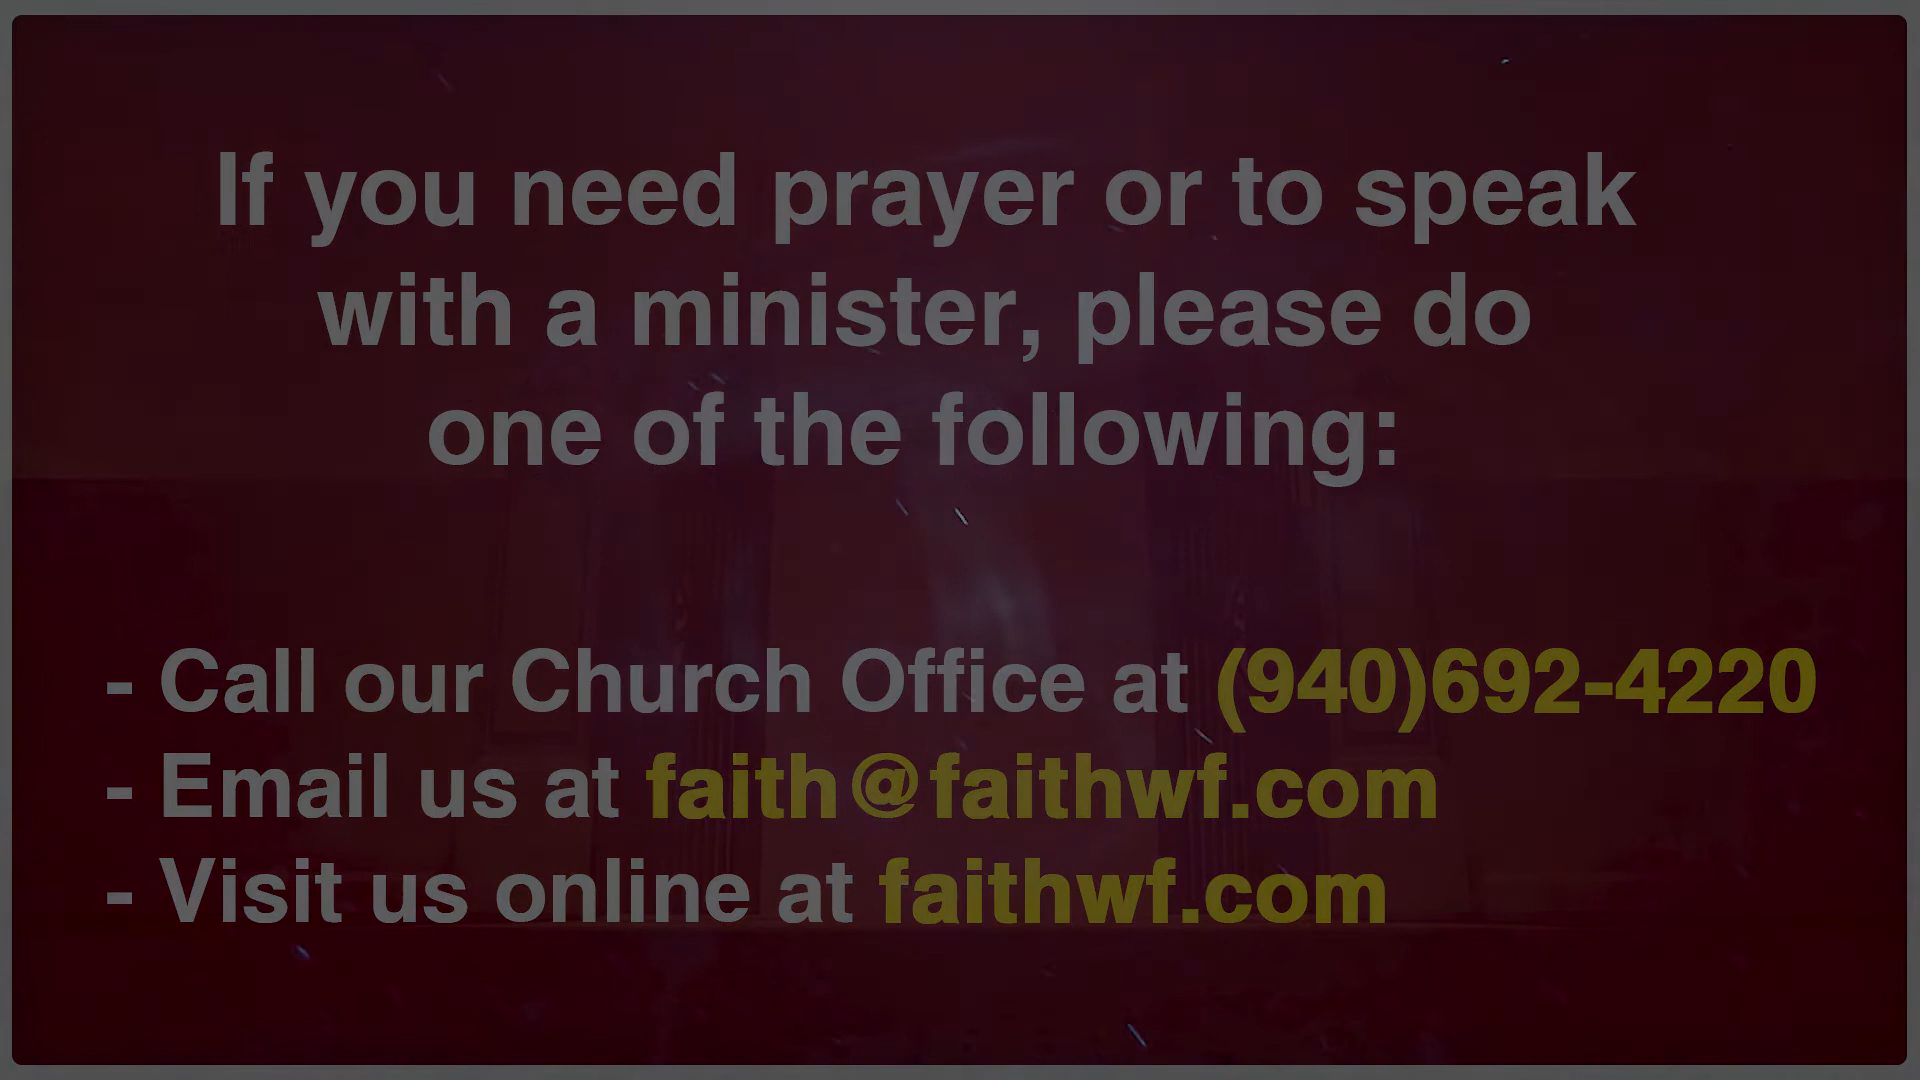 If you need prayer or to speak
with a minister, please do
one of the following:
- Call our Church Office at (940)692-4220
- Email us at faith@faithwf.com
- Visit us online at faithwf.com